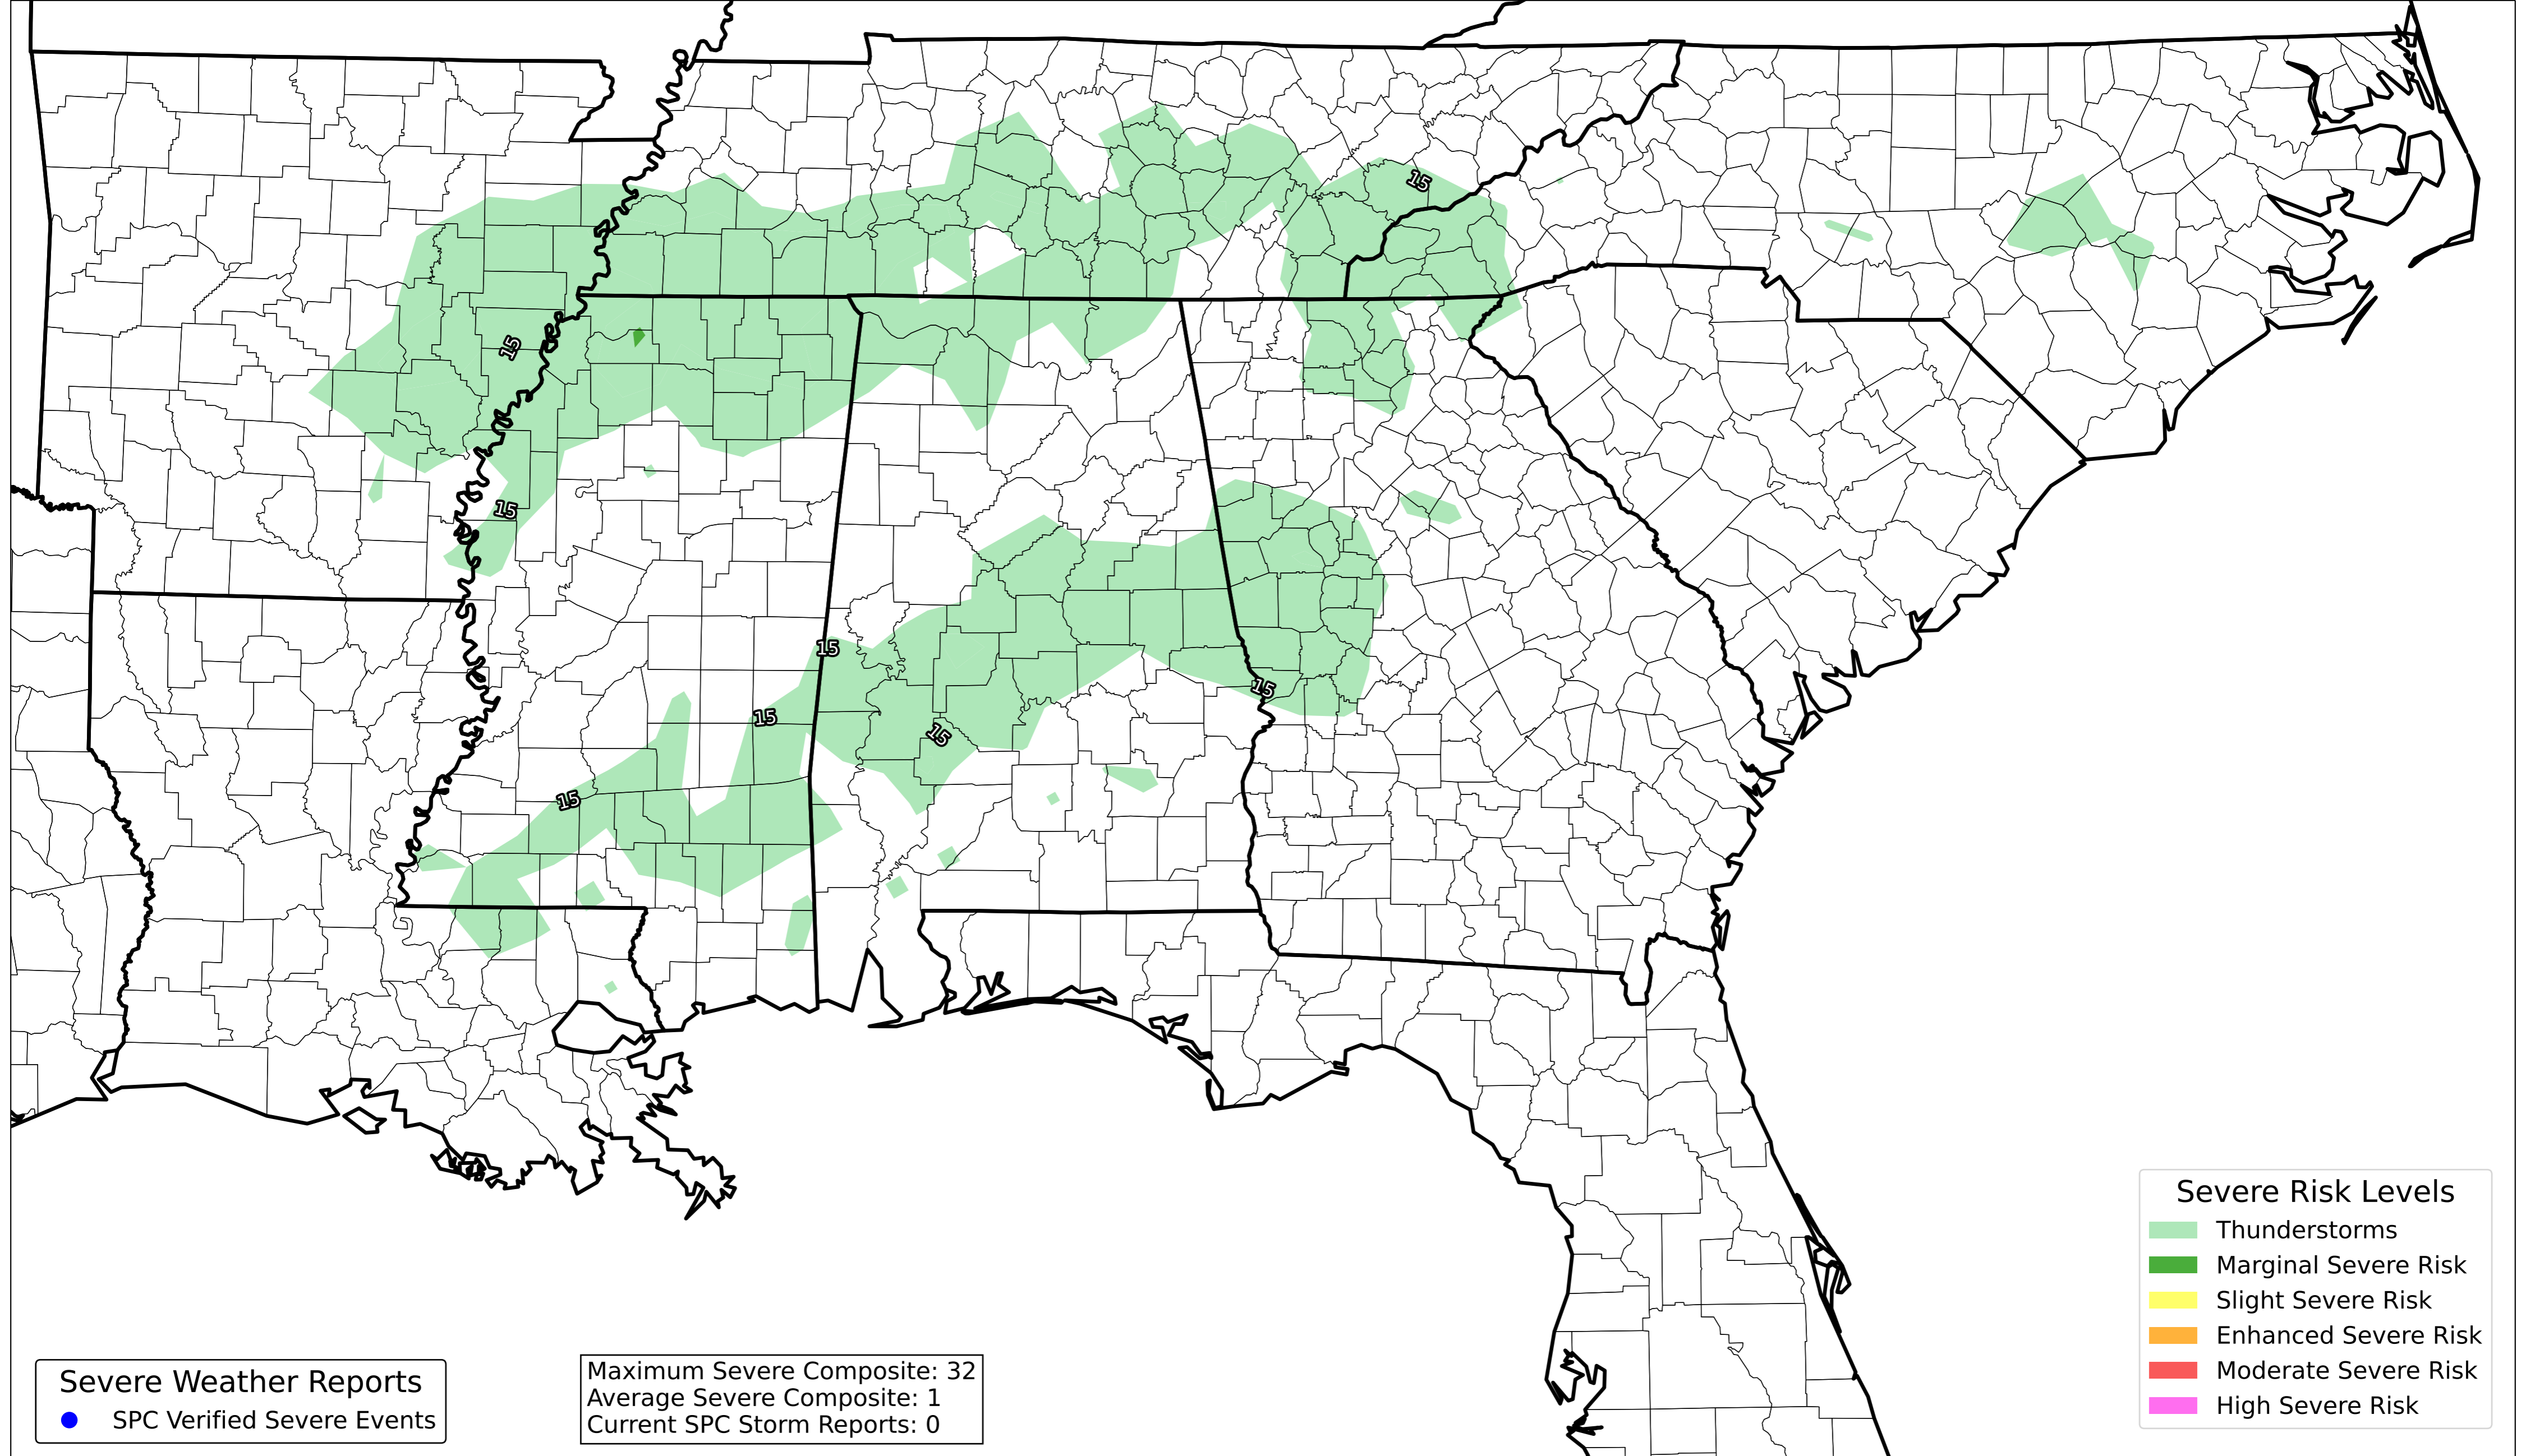 15
15
15
15
15
15
15
15
Severe Risk Levels
Thunderstorms
Marginal Severe Risk
Slight Severe Risk
Enhanced Severe Risk
Moderate Severe Risk
High Severe Risk
Severe Weather Reports
SPC Verified Severe Events
Maximum Severe Composite: 32
Average Severe Composite: 1
Current SPC Storm Reports: 0